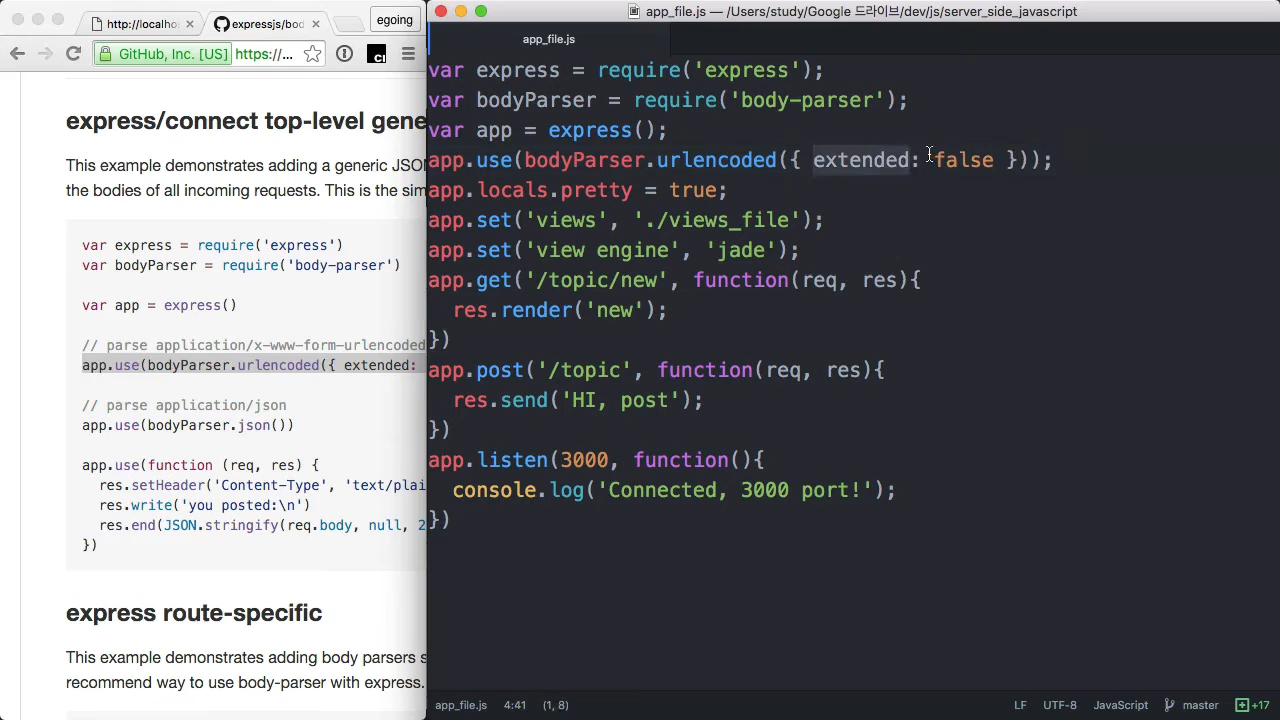 http://localho
expressjs/bod
egoing
GitHub, Inc. [US]
https://...
express/connect top-level gene
This example demonstrates adding a generic JSON
the bodies of all incoming requests. This is the sim
var express = require('express')
var bodyParser = require('body-parser')
var app = express()
// parse application/x-www-form-urlencoded
app.use(bodyParser.urlencoded({ extended:
// parse application/json
app.use(bodyParser.json())
app.use(function (req, res) {
res.setHeader('Content-Type', 'text/plai
res.write('you posted:\n')
res.end(JSON.stringify(req.body, null, 2
})
express route-specific
This example demonstrates adding body parsers s
recommend way to use body-parser with express.
app_file.js — /Users/study/Google 드라이브/dev/js/server_side_javascript
app_file.js
var express = require('express');
var bodyParser = require('body-parser');
var app = express();
app.use(bodyParser.urlencoded({ extended: false }));
app.locals.pretty = true;
app.set('views', './views_file');
app.set('view engine', 'jade');
app.get('/topic/new', function(req, res){
res.render('new');
})
app.post('/topic', function(req, res){
res.send('HI, post');
})
app.listen(3000, function(){
console.log('Connected, 3000 port!');
})
app_file.js 4:41 (1, 8)
LF UTF-8 JavaScript master +17